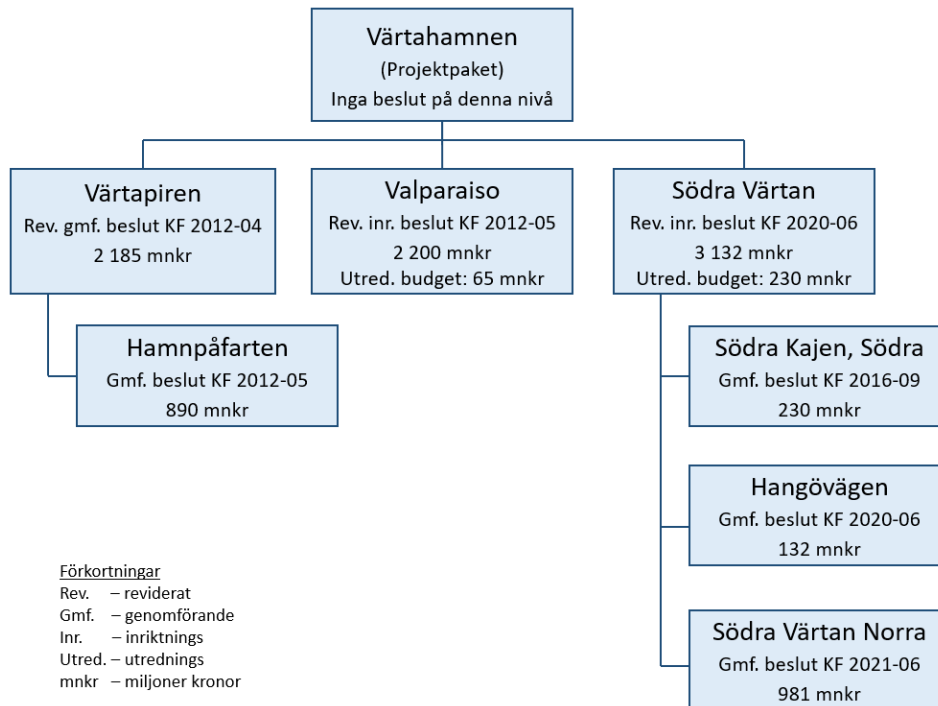 Värtahamnen
(Projektpaket)
Inga beslut på denna nivå
Värtapiren
Rev. gmf. beslut KF 2012-04
2 185 mnkr
Valparaiso
Rev. inr. beslut KF 2012-05
2 200 mnkr
Utred. budget: 65 mnkr
Södra Värtan
Rev. inr. beslut KF 2020-06
3 132 mnkr
Utred. budget: 230 mnkr
Hamnpåfarten
Gmf. beslut KF 2012-05
890 mnkr
Södra Kajen, Södra
Gmf. beslut KF 2016-09
230 mnkr
Hangövägen
Gmf. beslut KF 2020-06
132 mnkr
Södra Värtan Norra
Gmf. beslut KF 2021-06
981 mnkr
Förkortningar
Rev. – reviderat
Gmf. – genomförande
Inr. – inriktnings
Utred. – utrednings
mnkr – miljoner kronor